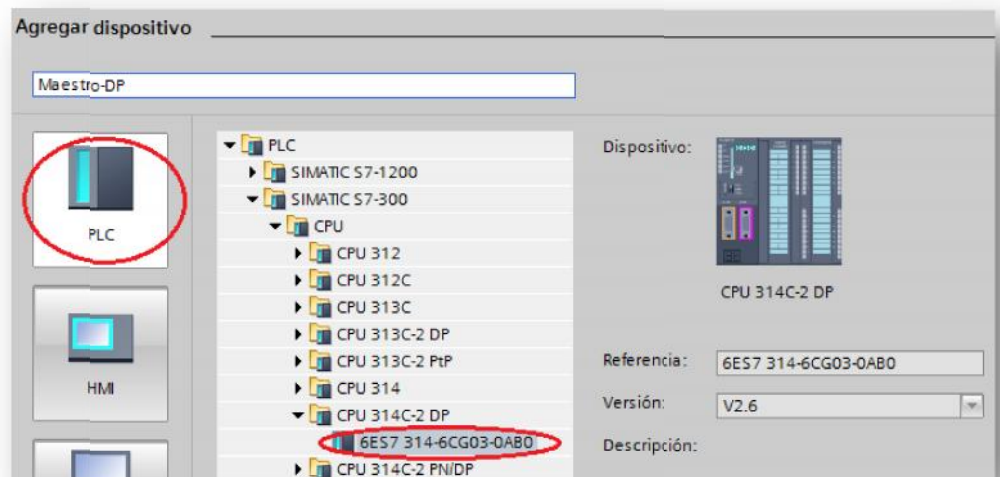 Agregar dispositivo
Maestro-DP
PLC
HMI
PLC
SIMATIC S7-1200
SIMATIC S7-300
CPU
CPU 312
CPU 312C
CPU 313C
CPU 313C-2 DP
CPU 313C-2 PtP
CPU 314
CPU 314C-2 DP
6ES7 314-6CG03-0AB0
CPU 314C-2 PN/DP
Dispositivo:
CPU 314C-2 DP
Referencia: 6ES7 314-6CG03-0AB0
Versión: V2.6
Descripción: